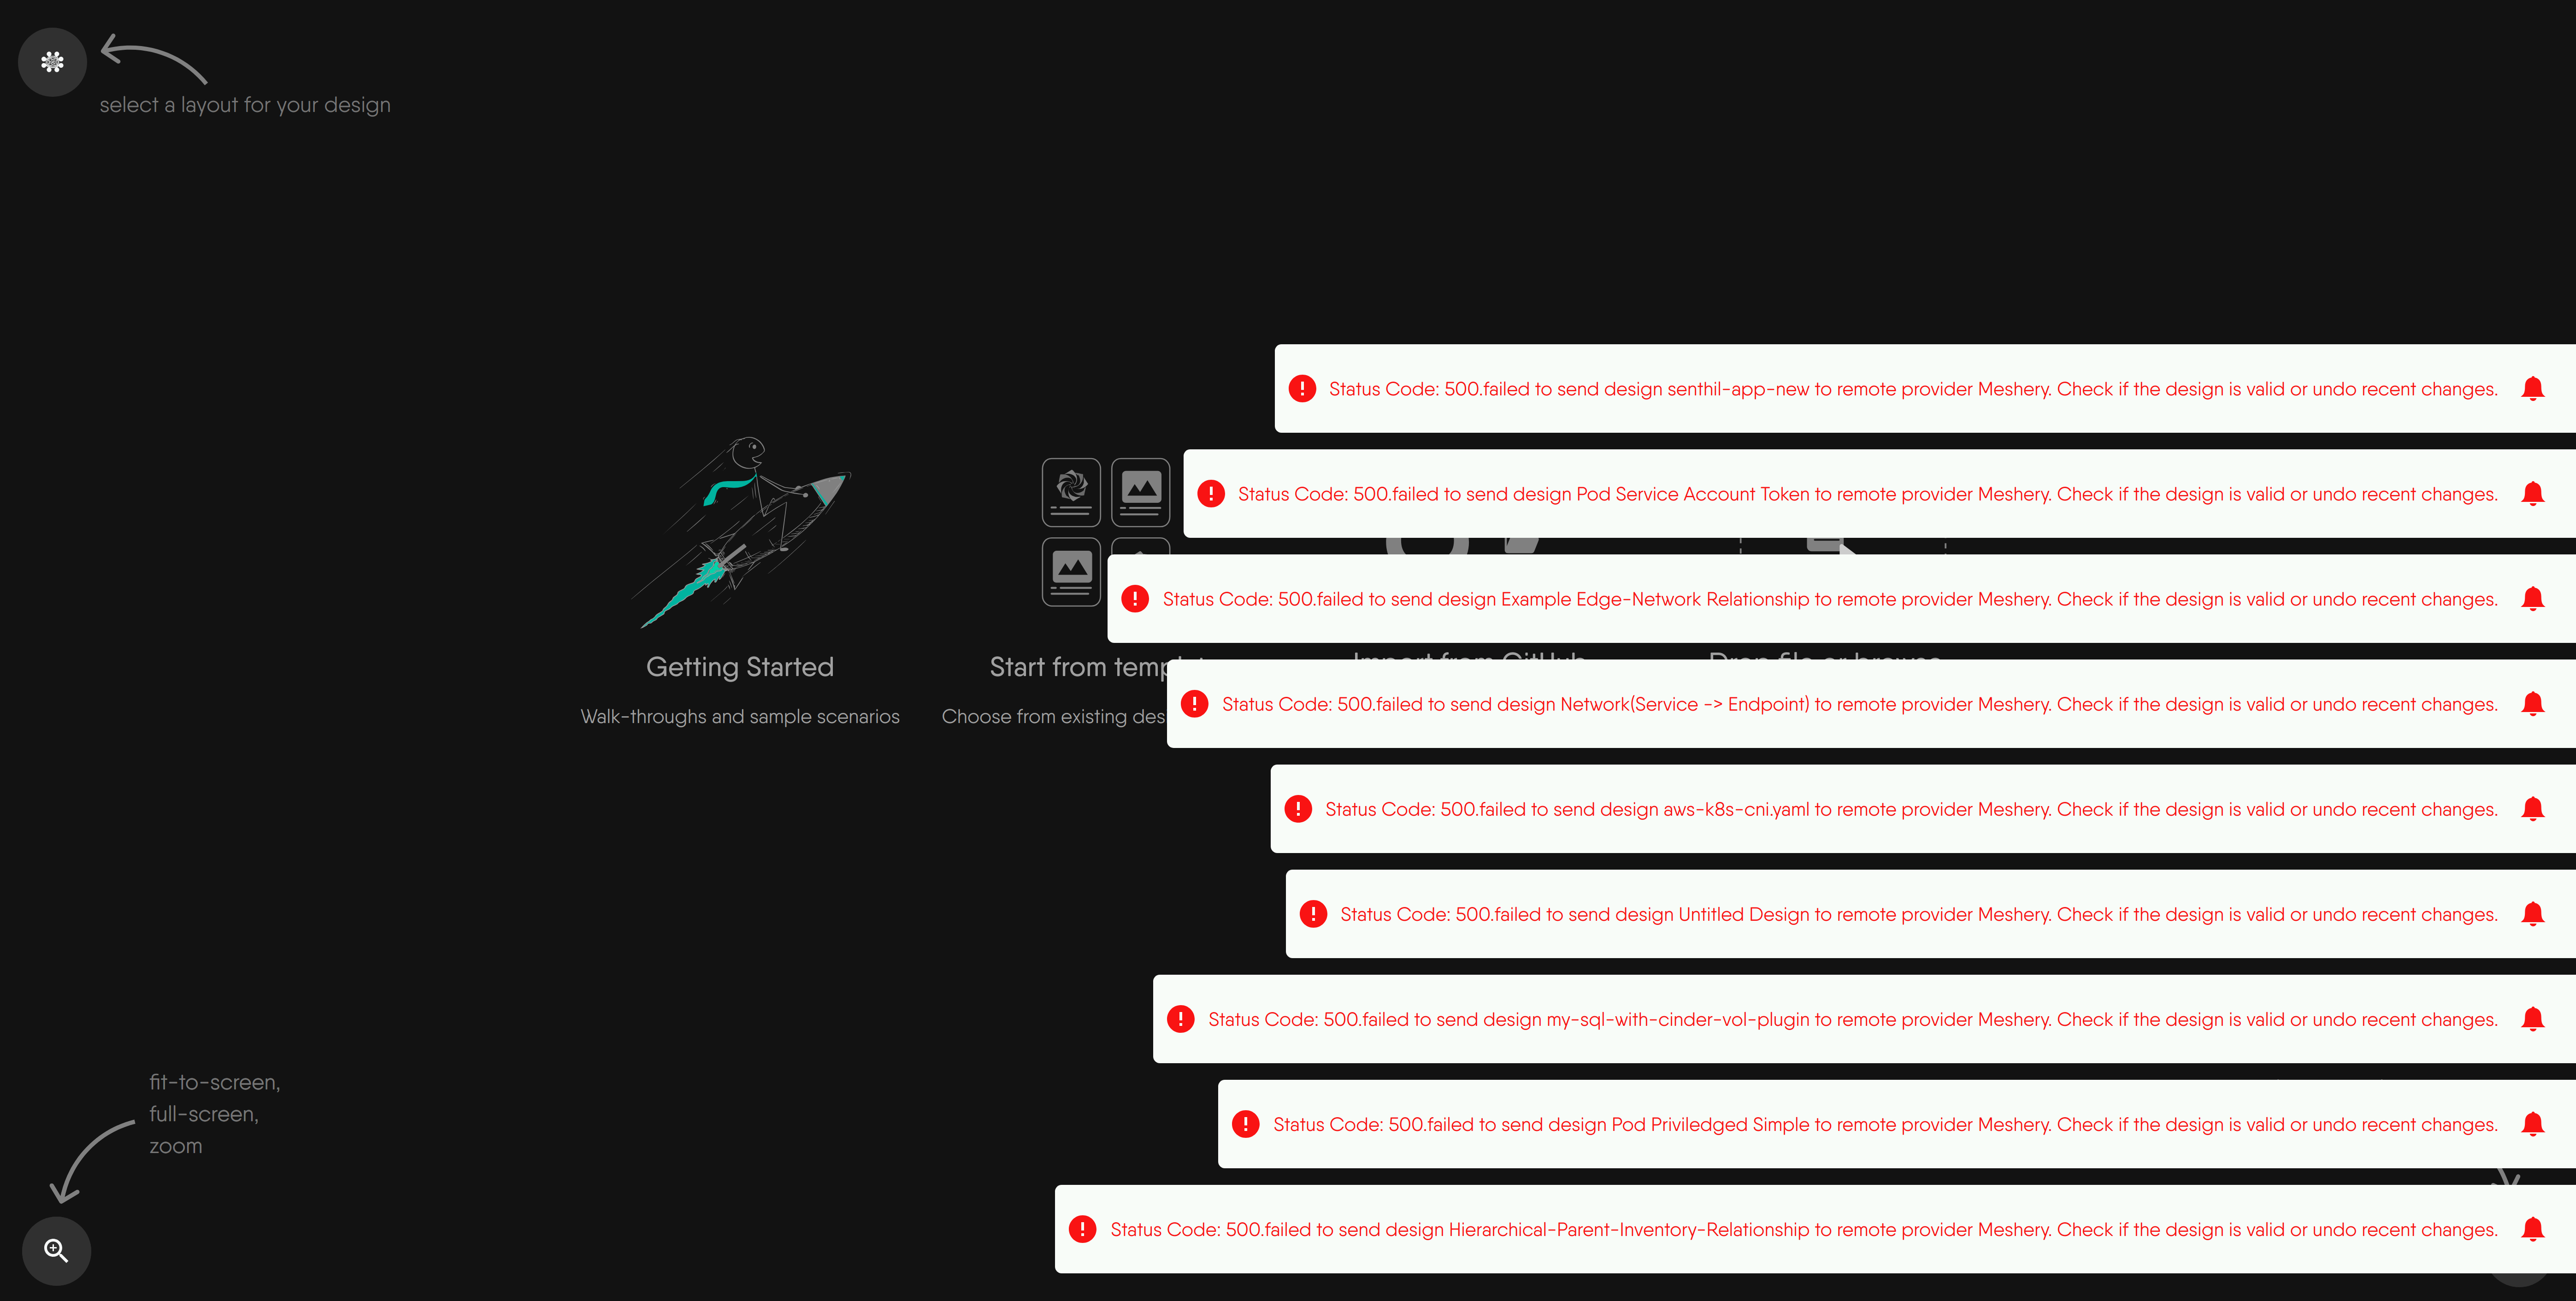 select a layout for your design
Status Code: 500.failed to send design senthil-app-new to remote provider Meshery. Check if the design is valid or undo recent changes.
Status Code: 500.failed to send design Pod Service Account Token to remote provider Meshery. Check if the design is valid or undo recent changes.
Status Code: 500.failed to send design Example Edge-Network Relationship to remote provider Meshery. Check if the design is valid or undo recent changes.
Getting Started
Start from templat
Import from GitHub
Drop file or browse
Status Code: 500.failed to send design Network(Service -> Endpoint) to remote provider Meshery. Check if the design is valid or undo recent changes.
Walk-throughs and sample scenarios
Choose from existing des
Status Code: 500.failed to send design aws-k8s-cni.yaml to remote provider Meshery. Check if the design is valid or undo recent changes.
Status Code: 500.failed to send design Untitled Design to remote provider Meshery. Check if the design is valid or undo recent changes.
Status Code: 500.failed to send design my-sql-with-cinder-vol-plugin to remote provider Meshery. Check if the design is valid or undo recent changes.
fit-to-screen,
full-screen,
zoom
Status Code: 500.failed to send design Pod Priviledged Simple to remote provider Meshery. Check if the design is valid or undo recent changes.
Status Code: 500.failed to send design Hierarchical-Parent-Inventory-Relationship to remote provider Meshery. Check if the design is valid or undo recent changes.